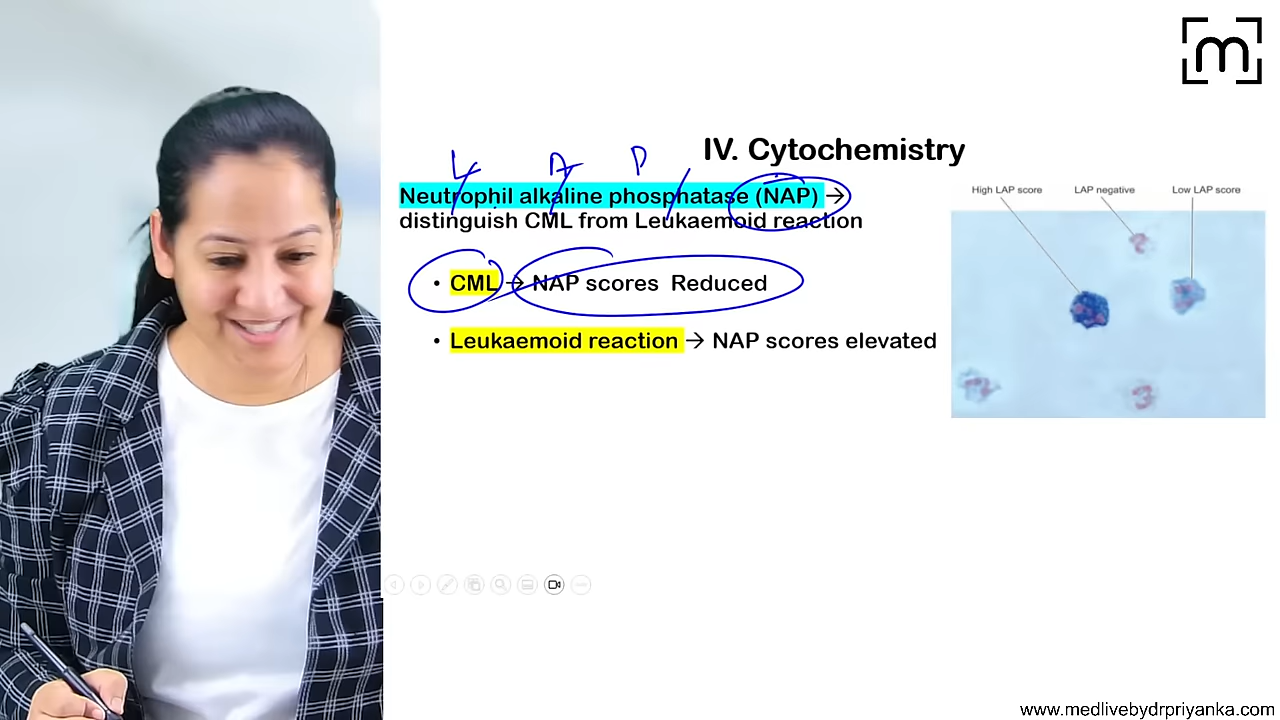 m
IV. Cytochemistry
L A P
Neutrophil alkaline phosphatase (NAP) →
distinguish CML from Leukaemoid reaction
• CML → NAP scores Reduced
• Leukaemoid reaction → NAP scores elevated
High LAP score LAP negative Low LAP score
www.medlivebydrpriyanka.com